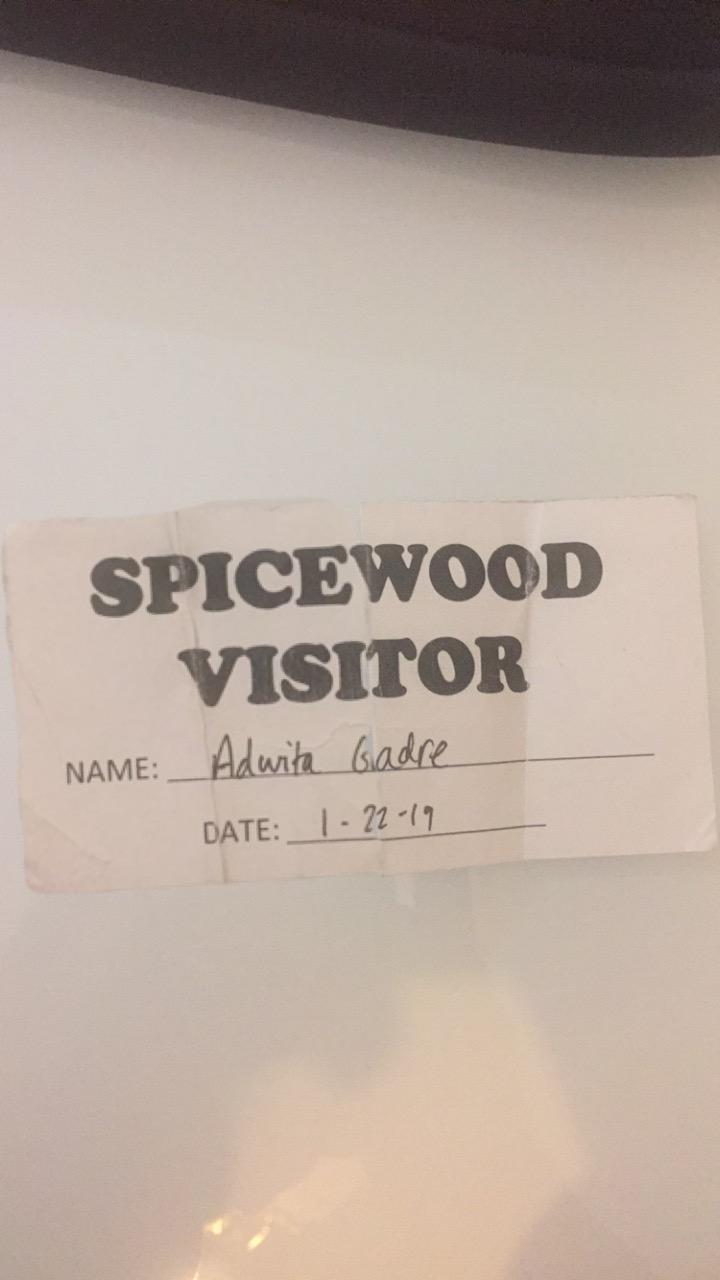 SPICEWOOD
VISITOR
NAME: Adwita Gadre
DATE: 1-22-19